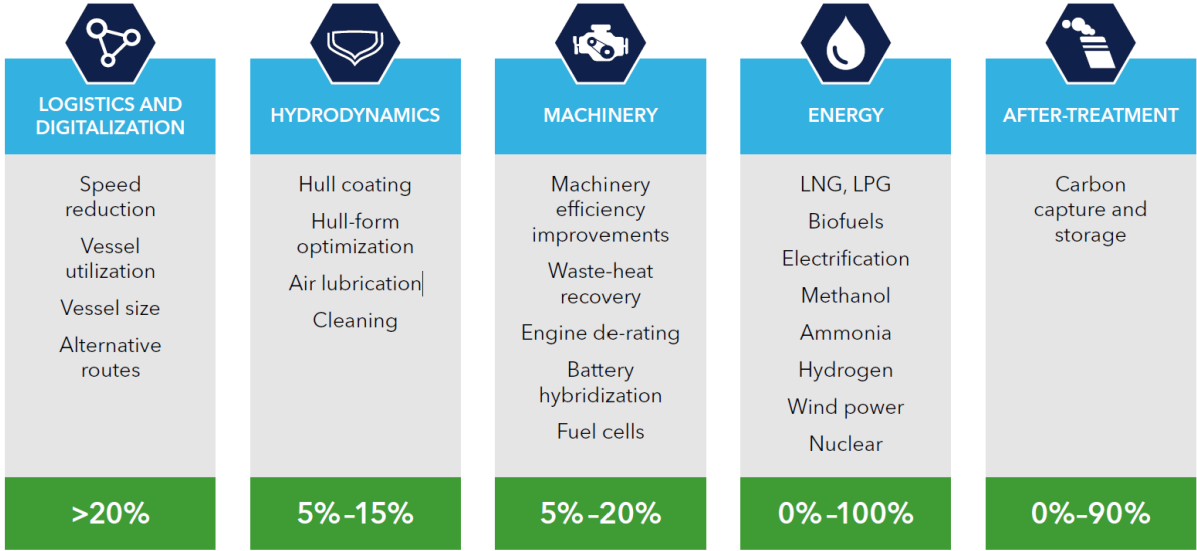 LOGISTICS AND
DIGITALIZATION
Speed
reduction
Vessel
utilization
Vessel size
Alternative
routes
>20%
HYDRODYNAMICS
Hull coating
Hull-form
optimization
Air lubrication
Cleaning
5%–15%
MACHINERY
Machinery
efficiency
improvements
Waste-heat
recovery
Engine de-rating
Battery
hybridization
Fuel cells
5%–20%
ENERGY
LNG, LPG
Biofuels
Electrification
Methanol
Ammonia
Hydrogen
Wind power
Nuclear
0%–100%
AFTER-TREATMENT
Carbon
capture and
storage
0%–90%